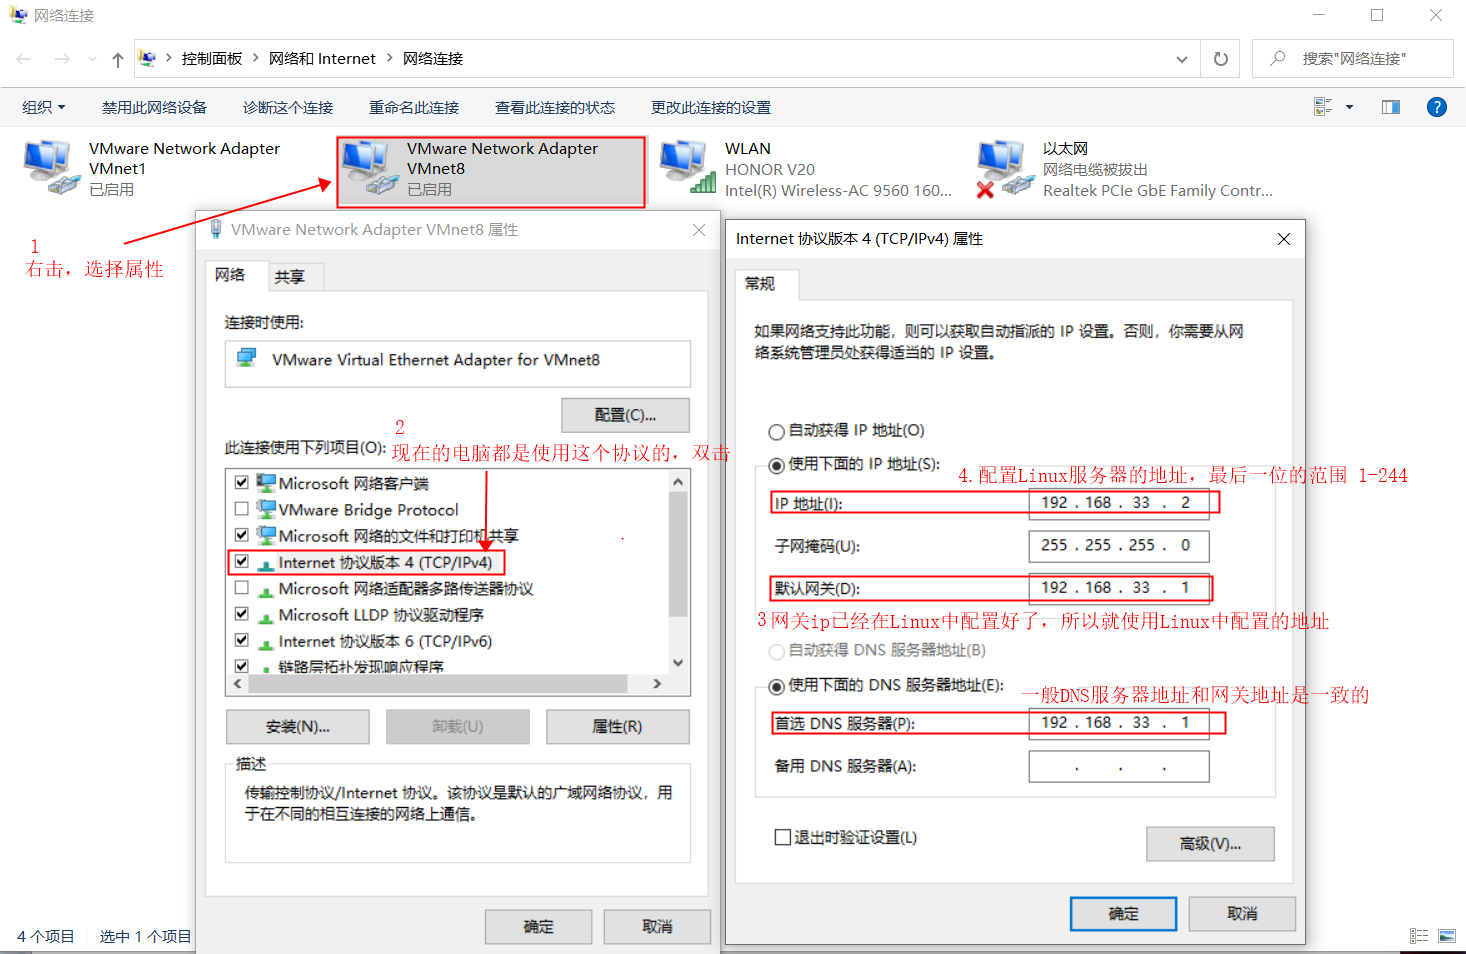 网络连接
控制面板 > 网络和 Internet > 网络连接
搜索"网络连接"
组织 禁用此网络设备 诊断这个连接 重命名此连接 查看此连接的状态 更改此连接的设置
VMware Network Adapter
VMnet1
已启用
VMware Network Adapter
VMnet8
已启用
WLAN
HONOR V20
Intel(R) Wireless-AC 9560 160...
以太网
网络电缆被拔出
Realtek PCIe GbE Family Contr...
1
右击，选择属性
VMware Network Adapter VMnet8 属性
网络 共享
连接时使用:
VMware Virtual Ethernet Adapter for VMnet8
配置(C)...
2
此连接使用下列项目(O):
现在的电脑都是使用这个协议的，双击
Microsoft 网络客户端
VMware Bridge Protocol
Microsoft 网络的文件和打印机共享
Internet 协议版本 4 (TCP/IPv4)
Microsoft 网络适配器多路传送器协议
Microsoft LLDP 协议驱动程序
Internet 协议版本 6 (TCP/IPv6)
链路层拓扑发现响应程序
安装(N)... 卸载(U) 属性(R)
描述
传输控制协议/Internet 协议。该协议是默认的广域网络协议，用
于在不同的相互连接的网络上通信。
确定 取消
Internet 协议版本 4 (TCP/IPv4) 属性
常规
如果网络支持此功能，则可以获取自动指派的 IP 设置。否则，你需要从网
络系统管理员处获得适当的 IP 设置。
自动获得 IP 地址(O)
使用下面的 IP 地址(S):
4.配置Linux服务器的地址，最后一位的范围 1-244
IP 地址(I): 192 . 168 . 33 . 2
子网掩码(U): 255 . 255 . 255 . 0
默认网关(D): 192 . 168 . 33 . 1
3网关ip已经在Linux中配置好了，所以就使用Linux中配置的地址
自动获得 DNS 服务器地址(B)
使用下面的 DNS 服务器地址(E):
一般DNS服务器地址和网关地址是一致的
首选 DNS 服务器(P): 192 . 168 . 33 . 1
备用 DNS 服务器(A): . . .
退出时验证设置(L)
高级(V)...
确定 取消
4 个项目 选中 1 个项目